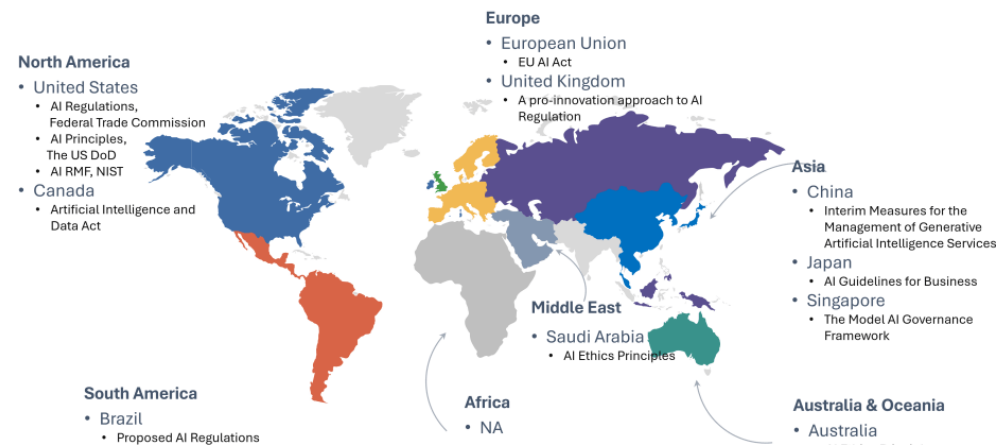 Europe
• European Union
• EU AI Act
• United Kingdom
• A pro-innovation approach to AI
Regulation
North America
• United States
• AI Regulations,
Federal Trade Commission
• AI Principles,
The US DoD
• AI RMF, NIST
• Canada
• Artificial Intelligence and
Data Act
Asia
• China
• Interim Measures for the
Management of Generative
Artificial Intelligence Services
• Japan
• AI Guidelines for Business
• Singapore
• The Model AI Governance
Framework
Middle East
• Saudi Arabia
• AI Ethics Principles
South America
• Brazil
• Proposed AI Regulations
Africa
• NA
Australia & Oceania
• Australia